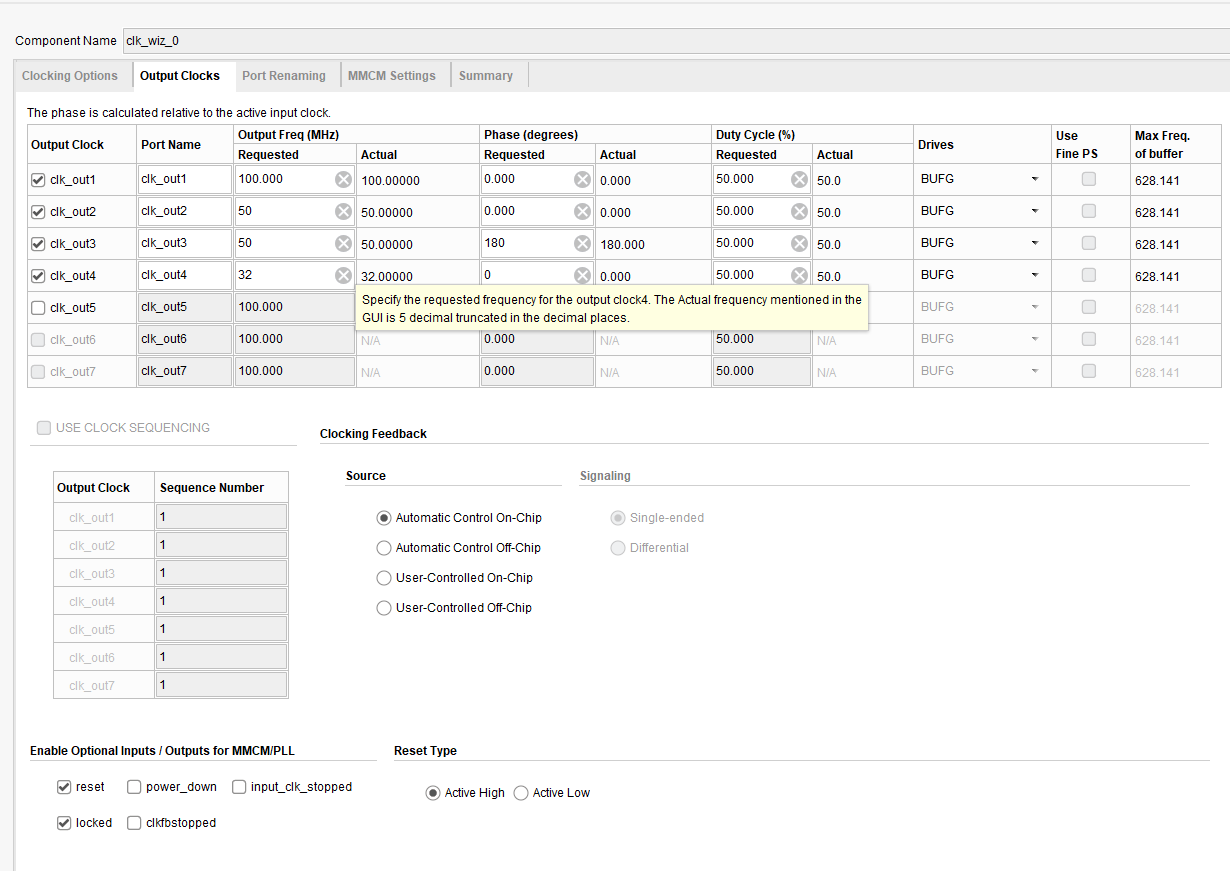 Component Name clk_wiz_0
Clocking Options Output Clocks Port Renaming MMCM Settings Summary
The phase is calculated relative to the active input clock.
Output Clock Port Name Output Freq (MHz) Phase (degrees) Duty Cycle (%) Drives Use Fine PS Max Freq. of buffer
Requested Actual Requested Actual Requested Actual
clk_out1 clk_out1 100.000 100.00000 0.000 0.000 50.000 50.0 BUFG 628.141
clk_out2 clk_out2 50 50.00000 0.000 0.000 50.000 50.0 BUFG 628.141
clk_out3 clk_out3 50 50.00000 180 180.000 50.000 50.0 BUFG 628.141
clk_out4 clk_out4 32 32.00000 0 0.000 50.000 50.0 BUFG 628.141
clk_out5 clk_out5 100.000 BUFG 628.141
Specify the requested frequency for the output clock4. The Actual frequency mentioned in the
GUI is 5 decimal truncated in the decimal places.
clk_out6 clk_out6 100.000 N/A 0.000 N/A 50.000 N/A BUFG 628.141
clk_out7 clk_out7 100.000 N/A 0.000 N/A 50.000 N/A BUFG 628.141
USE CLOCK SEQUENCING
Output Clock Sequence Number
clk_out1 1
clk_out2 1
clk_out3 1
clk_out4 1
clk_out5 1
clk_out6 1
clk_out7 1
Clocking Feedback
Source
Automatic Control On-Chip
Automatic Control Off-Chip
User-Controlled On-Chip
User-Controlled Off-Chip
Signaling
Single-ended
Differential
Enable Optional Inputs / Outputs for MMCM/PLL
reset power_down input_clk_stopped
locked clkfbstopped
Reset Type
Active High Active Low